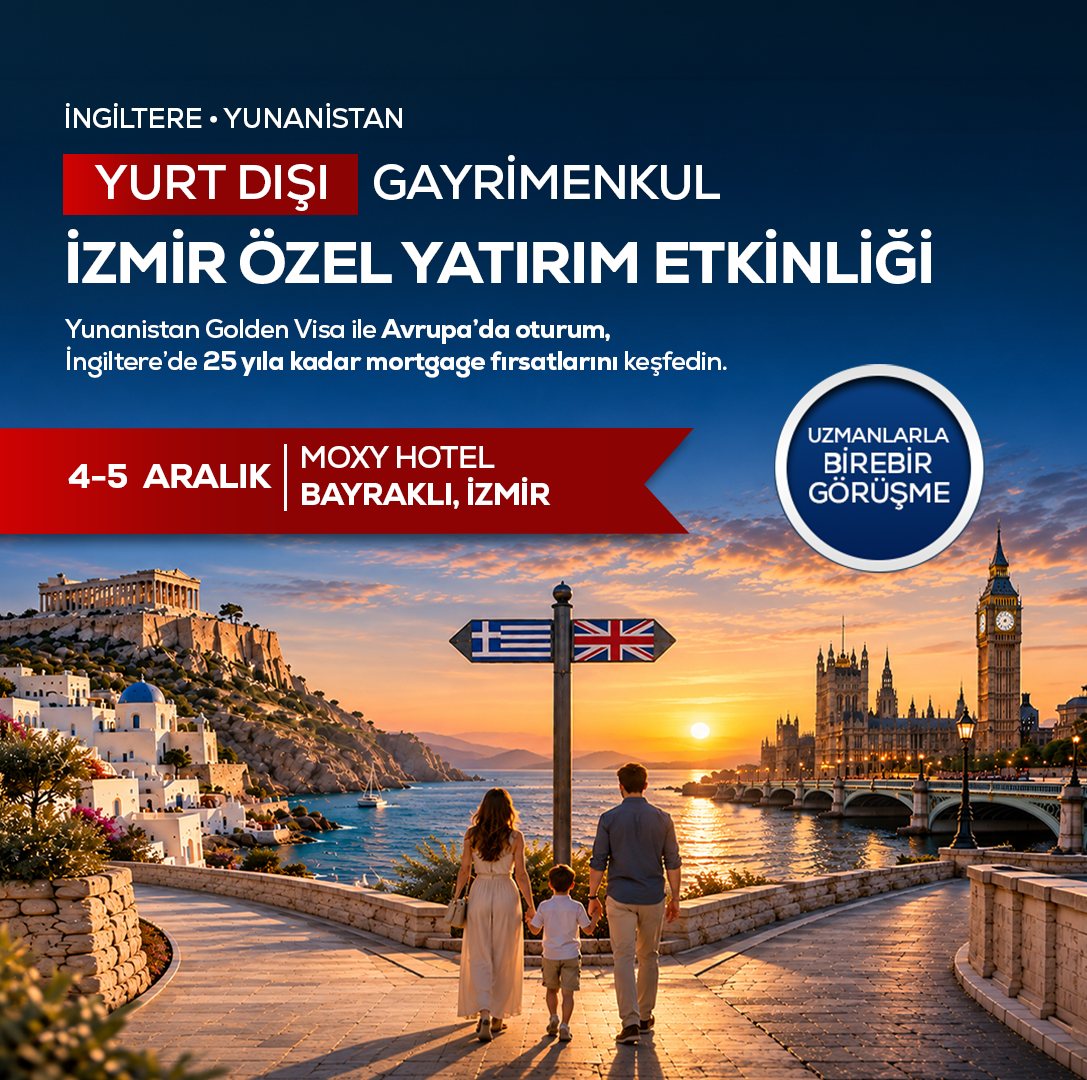 İNGİLTERE • YUNANİSTAN
YURT DIŞI GAYRİMENKUL
İZMİR ÖZEL YATIRIM ETKİNLİĞİ
Yunanistan Golden Visa ile Avrupa'da oturum,
İngiltere'de 25 yıla kadar mortgage fırsatlarını keşfedin.
4-5 ARALIK
MOXY HOTEL
BAYRAKLI, İZMİR
UZMANLARLA
BİREBİR
GÖRÜŞME